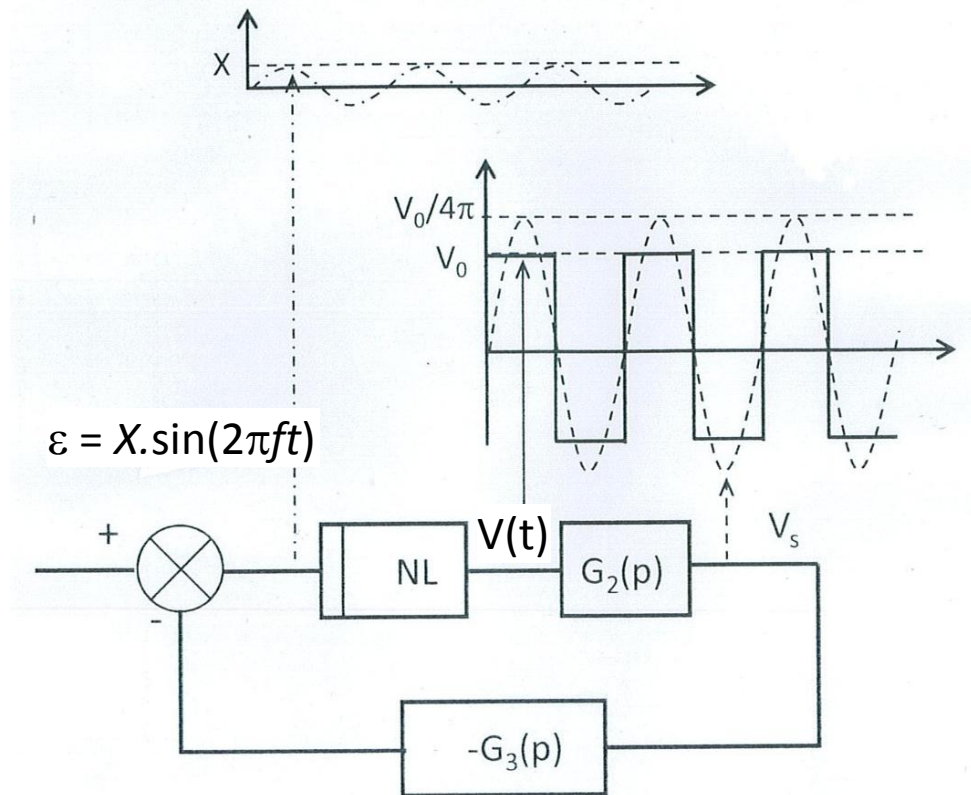 X
V₀/4π
V₀
ε = X.sin(2πft)
+
-
NL
V(t)
G₂(p)
Vₛ
-G₃(p)